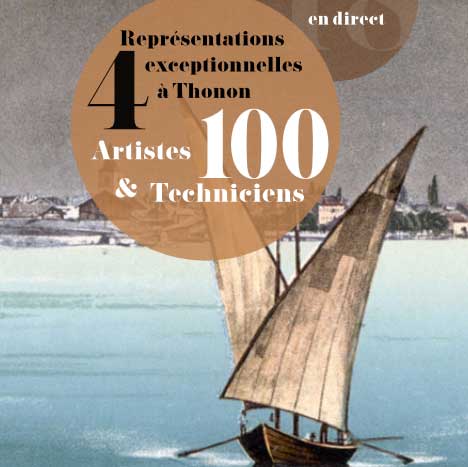 en direct
Représentations
4 exceptionnelles
à Thonon
Artistes 100
& Techniciens